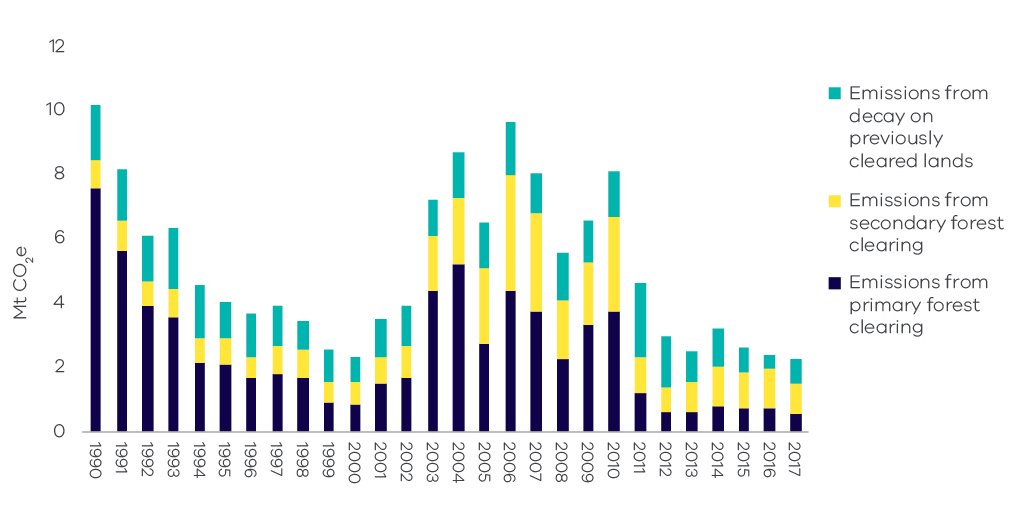 12
10
8
6
4
2
0
Mt CO₂e
1990 1991 1992 1993 1994 1995 1996 1997 1998 1999 2000 2001 2002 2003 2004 2005 2006 2007 2008 2009 2010 2011 2012 2013 2014 2015 2016 2017
Emissions from
decay on
previously
cleared lands
Emissions from
secondary forest
clearing
Emissions from
primary forest
clearing